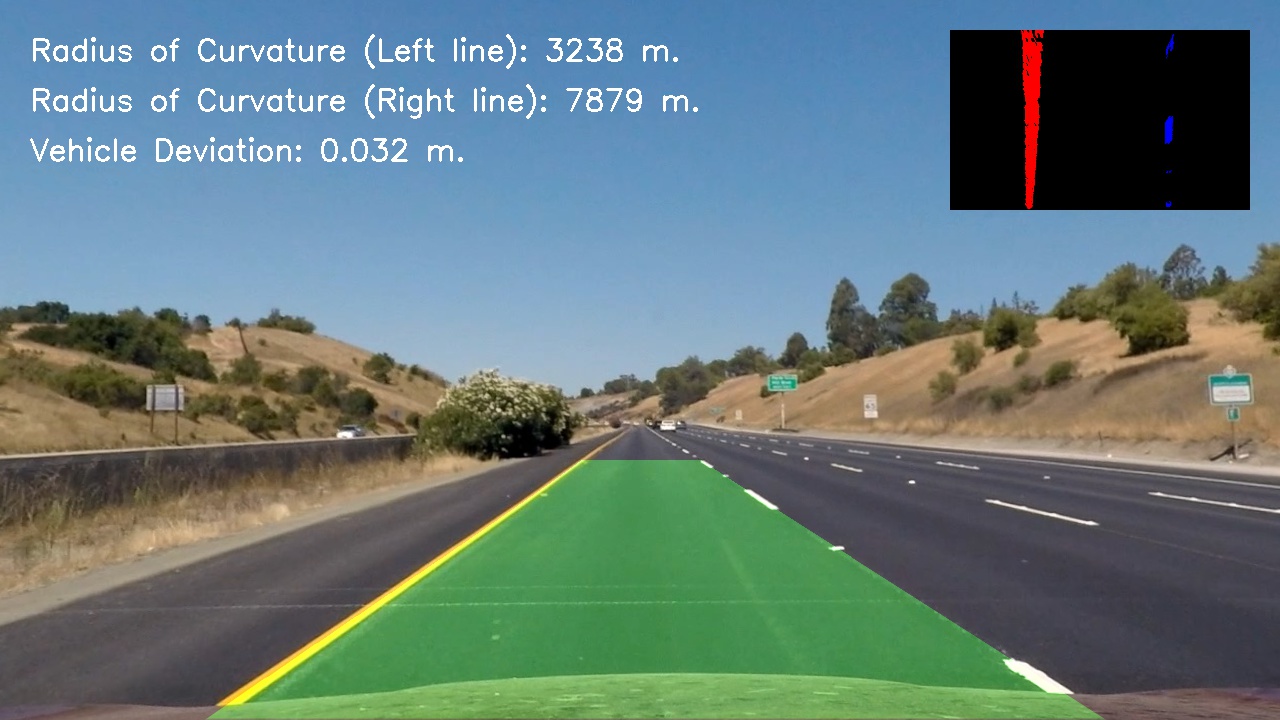 Radius of Curvature (Left line): 3238 m.
Radius of Curvature (Right line): 7879 m.
Vehicle Deviation: 0.032 m.